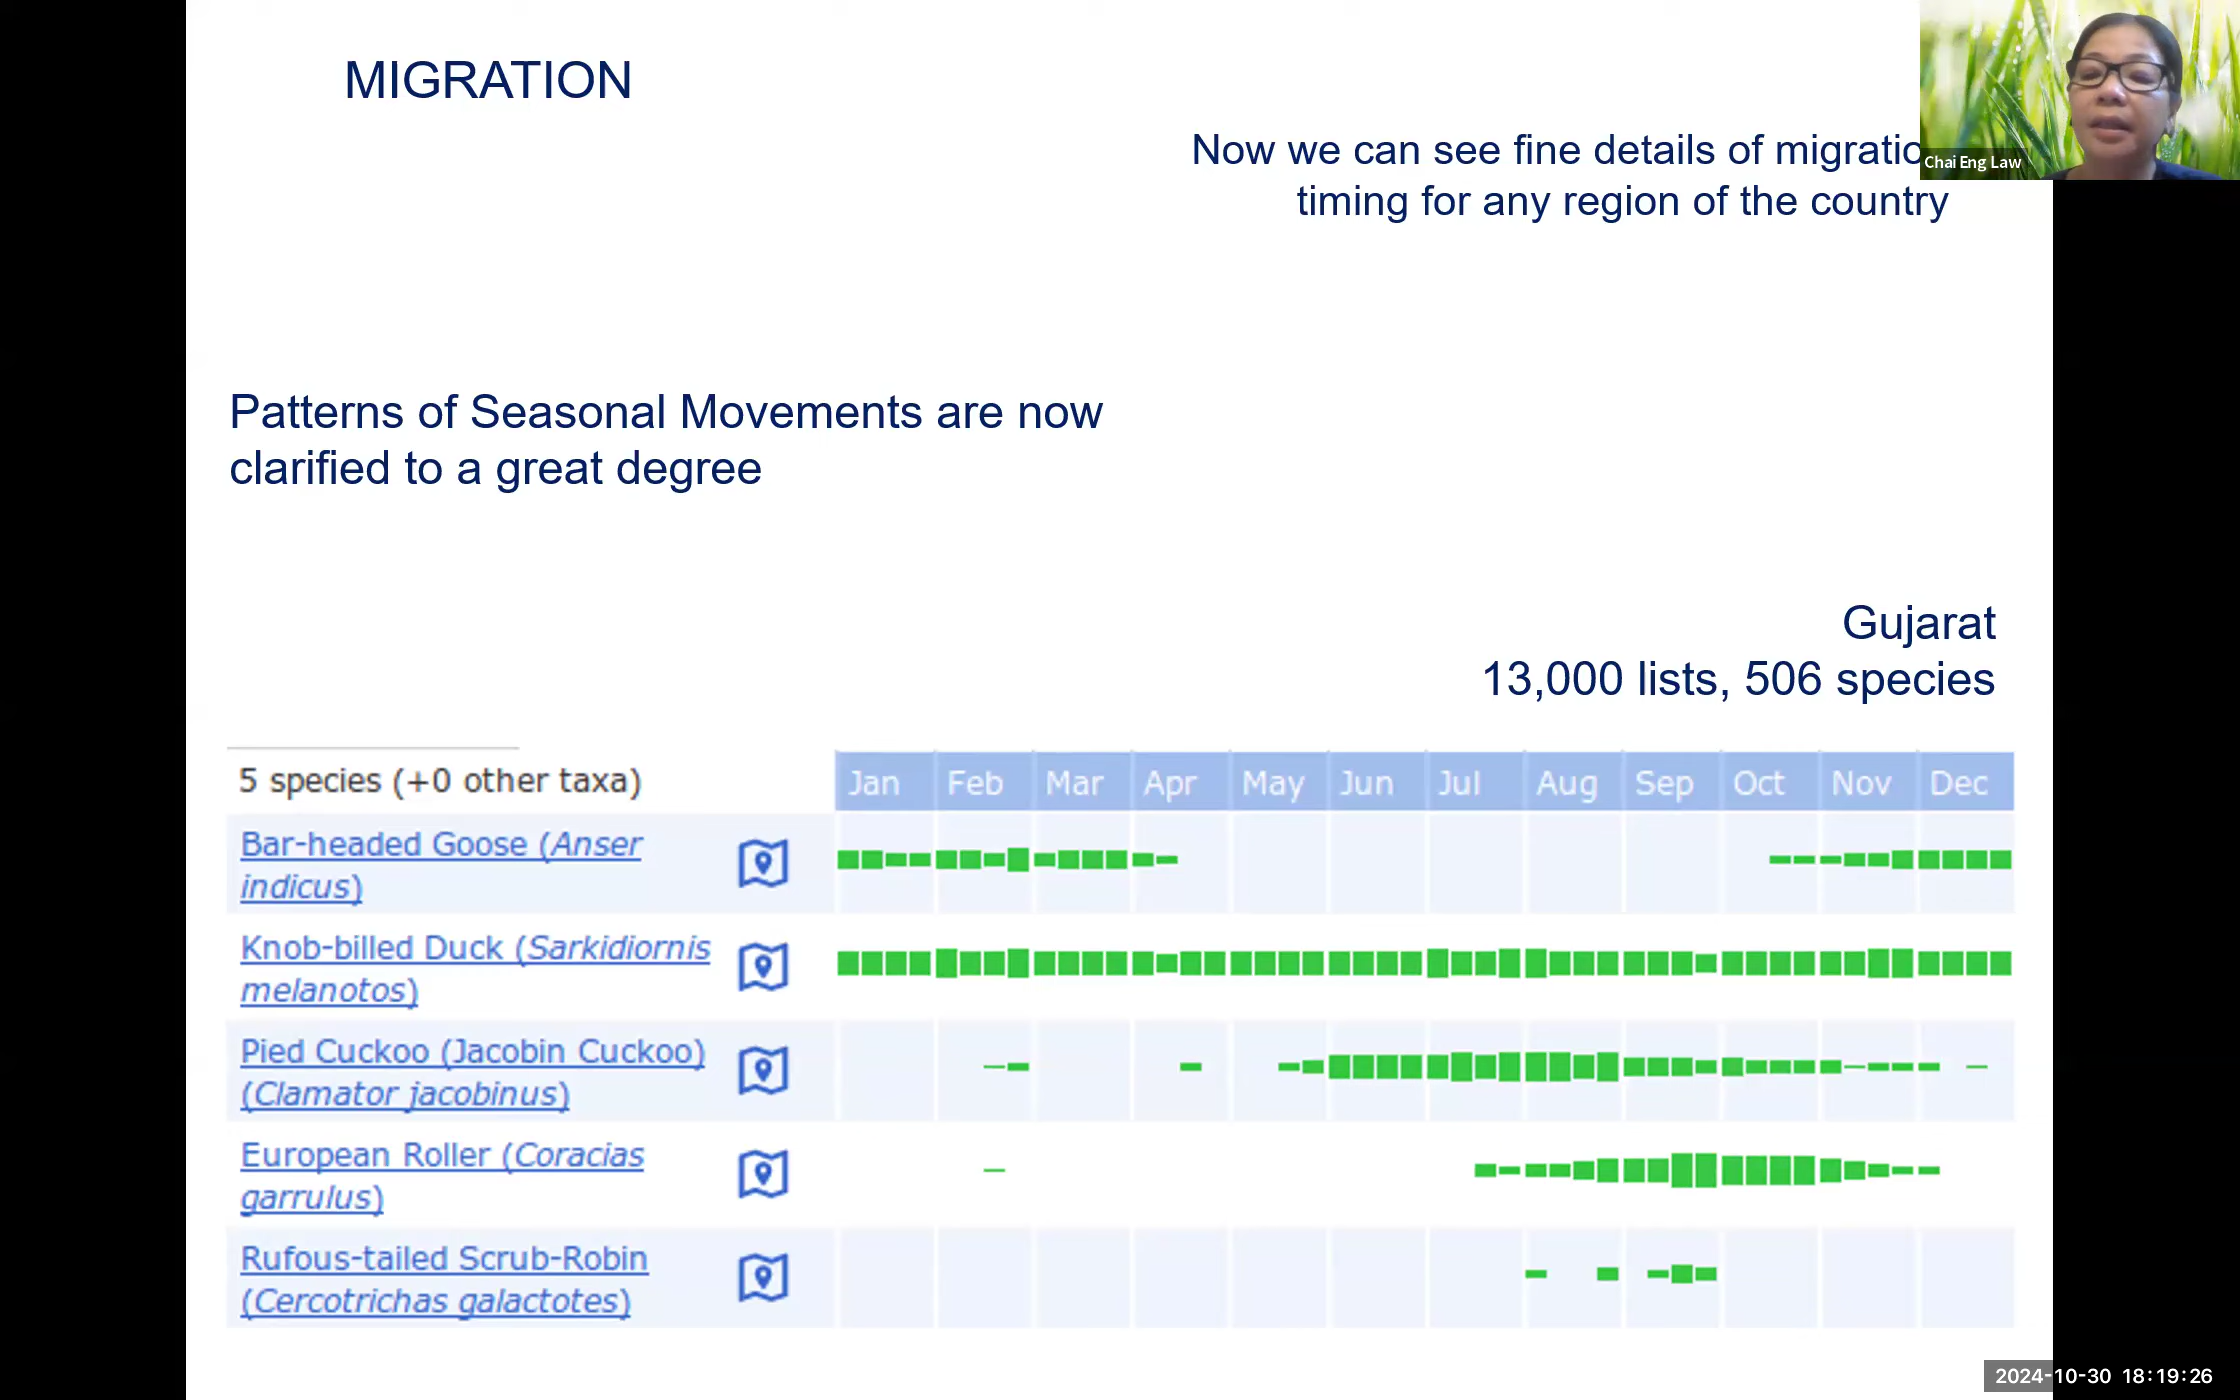 MIGRATION
Now we can see fine details of migratio
timing for any region of the country
Chai Eng Law
Patterns of Seasonal Movements are now
clarified to a great degree
Gujarat
13,000 lists, 506 species
5 species (+0 other taxa) Jan Feb Mar Apr May Jun Jul Aug Sep Oct Nov Dec
Bar-headed Goose (Anser
indicus)
Knob-billed Duck (Sarkidiornis
melanotos)
Pied Cuckoo (Jacobin Cuckoo)
(Clamator jacobinus)
European Roller (Coracias
garrulus)
Rufous-tailed Scrub-Robin
(Cercotrichas galactotes)
2024-10-30 18:19:26